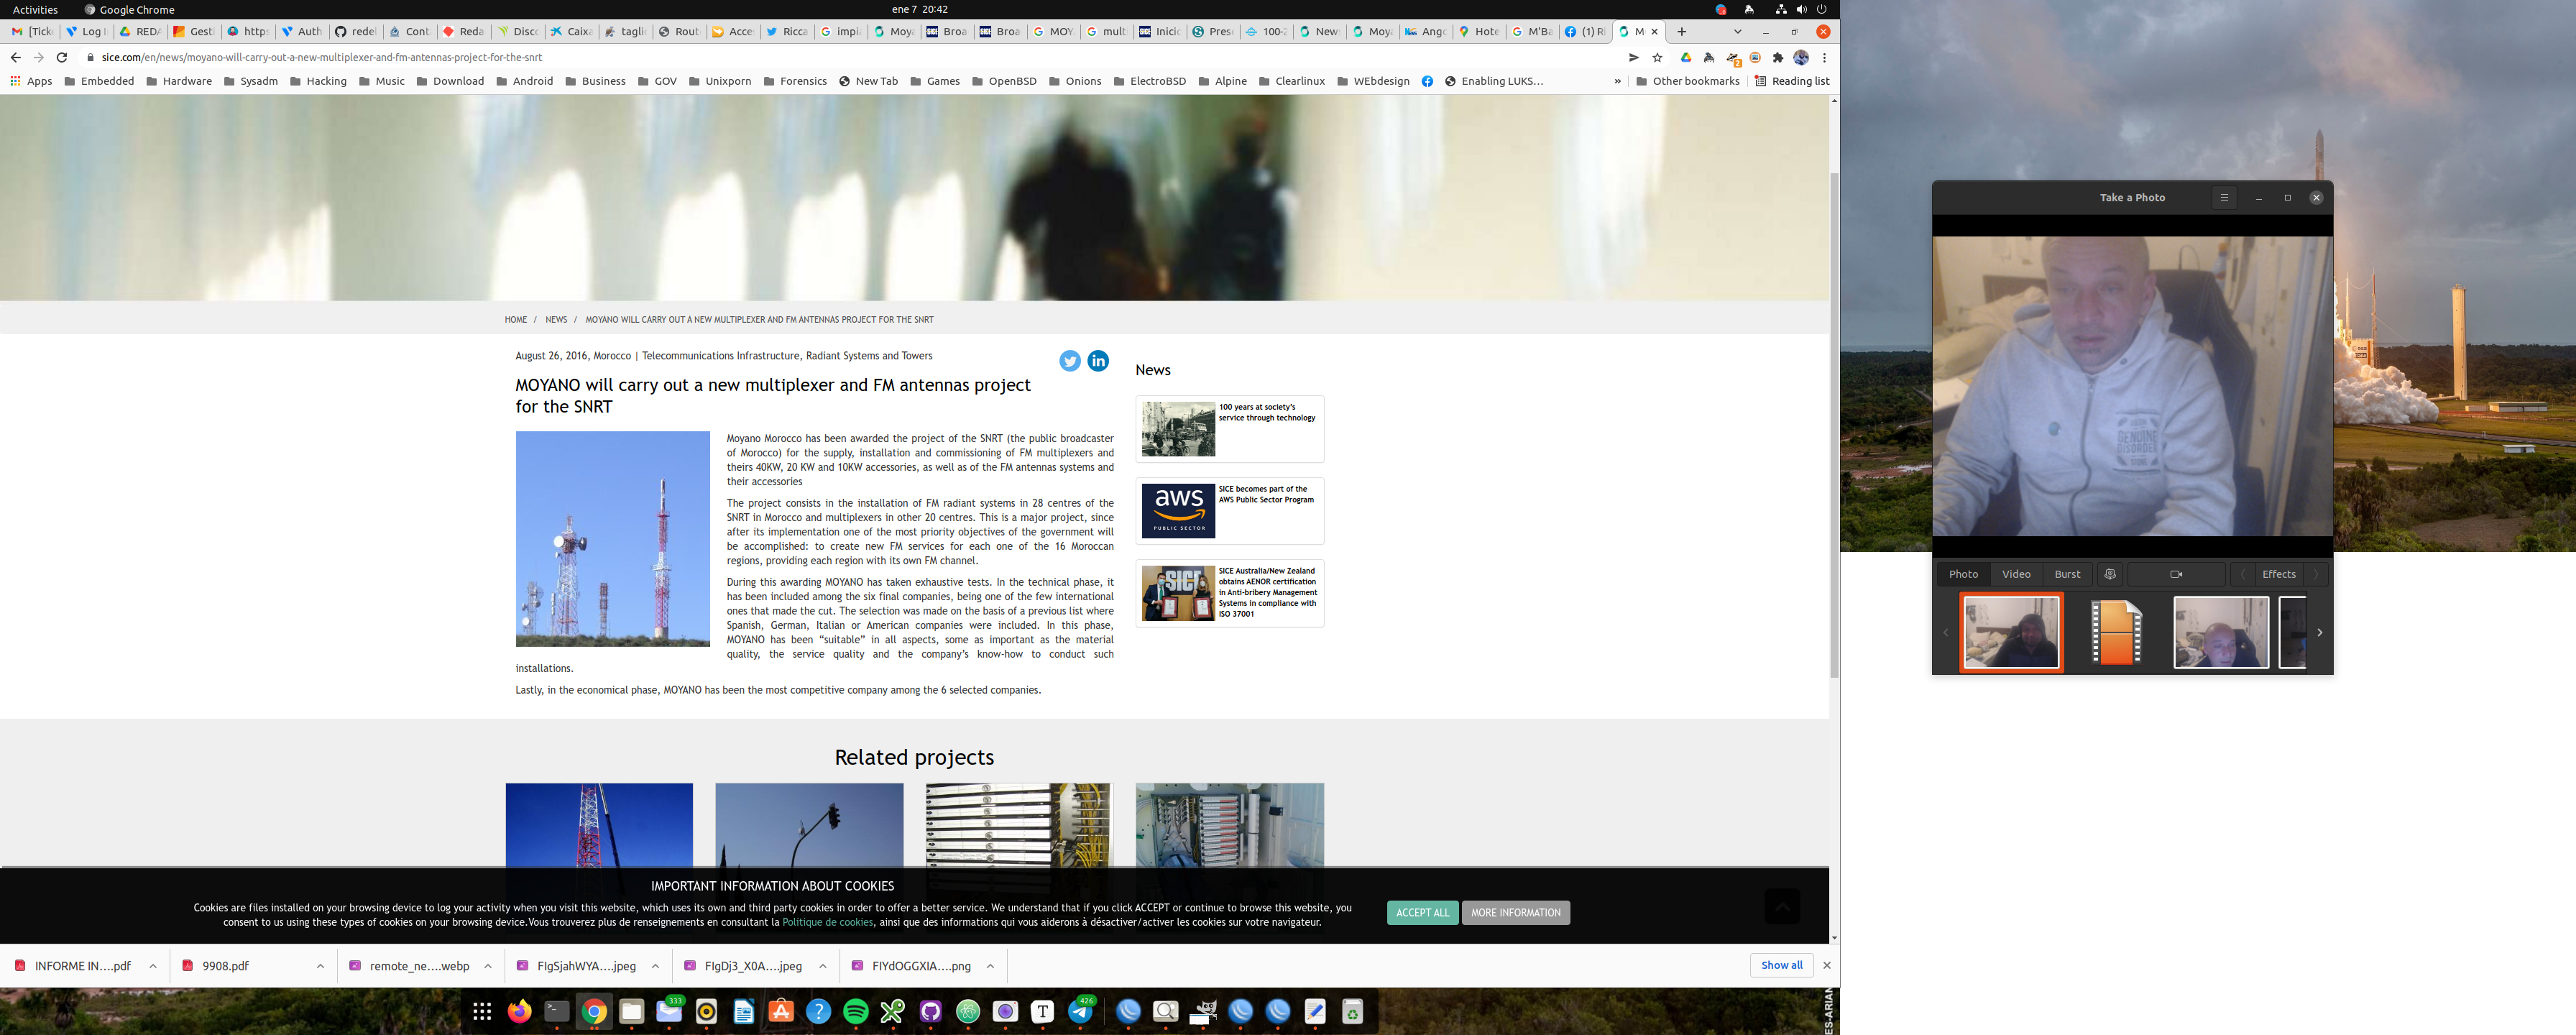 Activities
Google Chrome
ene 7 20:42
[Tick
Log I
REDA
Gesti
https
Auth
redel
Cont
Reda
Disco
Caixa
taglio
Rout
Acces
Ricca
impla
Moya
Broa
Broa
MOY
mult
Inicio
Pres
100-2
New
Moya
Ango
Hote
M'Ba
(1) Ri
M
sice.com/en/news/moyano-will-carry-out-a-new-multiplexer-and-fm-antennas-project-for-the-snrt
Apps
Embedded
Hardware
Sysadm
Hacking
Music
Download
Android
Business
GOV
Unixporn
Forensics
New Tab
Games
OpenBSD
Onions
ElectroBSD
Alpine
Clearlinux
WEbdesign
Enabling LUKS…
»
Other bookmarks
Reading list
HOME / NEWS / MOYANO WILL CARRY OUT A NEW MULTIPLEXER AND FM ANTENNAS PROJECT FOR THE SNRT
August 26, 2016, Morocco | Telecommunications Infrastructure, Radiant Systems and Towers
MOYANO will carry out a new multiplexer and FM antennas project
for the SNRT
Moyano Morocco has been awarded the project of the SNRT (the public broadcaster
of Morocco) for the supply, installation and commissioning of FM multiplexers and
theirs 40KW, 20 KW and 10KW accessories, as well as of the FM antennas systems and
their accessories
The project consists in the installation of FM radiant systems in 28 centres of the
SNRT in Morocco and multiplexers in other 20 centres. This is a major project, since
after its implementation one of the most priority objectives of the government will
be accomplished: to create new FM services for each one of the 16 Moroccan
regions, providing each region with its own FM channel.
During this awarding MOYANO has taken exhaustive tests. In the technical phase, it
has been included among the six final companies, being one of the few international
ones that made the cut. The selection was made on the basis of a previous list where
Spanish, German, Italian or American companies were included. In this phase,
MOYANO has been “suitable” in all aspects, some as important as the material
quality, the service quality and the company’s know-how to conduct such
installations.
Lastly, in the economical phase, MOYANO has been the most competitive company among the 6 selected companies.
News
100 years at society’s
service through technology
aws
PUBLIC SECTOR
SICE becomes part of the
AWS Public Sector Program
SICE
SICE Australia/New Zealand
obtains AENOR certification
in Anti-bribery Management
Systems in compliance with
ISO 37001
Related projects
IMPORTANT INFORMATION ABOUT COOKIES
Cookies are files installed on your browsing device to log your activity when you visit this website, which uses its own and third party cookies in order to offer a better service. We understand that if you click ACCEPT or continue to browse this website, you
consent to us using these types of cookies on your browsing device.Vous trouverez plus de renseignements en consultant la Politique de cookies, ainsi que des informations qui vous aiderons à désactiver/activer les cookies sur votre navigateur.
ACCEPT ALL
MORE INFORMATION
INFORME IN....pdf
9908.pdf
remote_ne....webp
FIgSjahWYA....jpeg
FIgDj3_X0A....jpeg
FIYdOGGXIA....png
Show all
333
426
Take a Photo
GENUINE
DISORDER
Photo
Video
Burst
Effects
ES-ARIAN